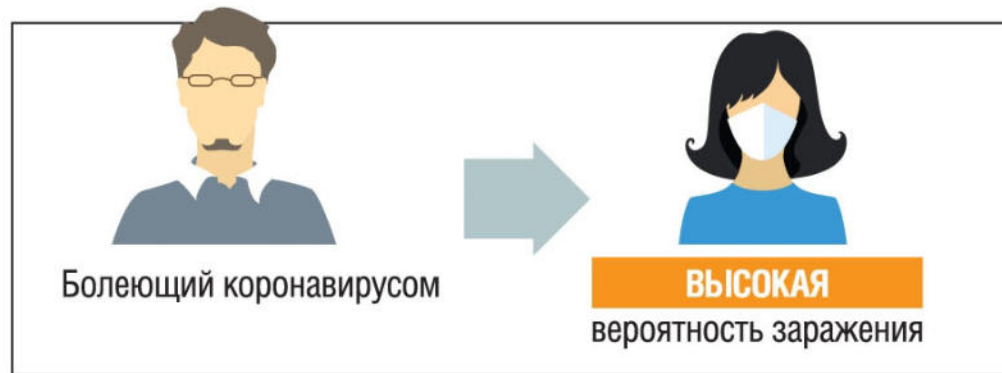 Болеющий коронавирусом
ВЫСОКАЯ
вероятность заражения